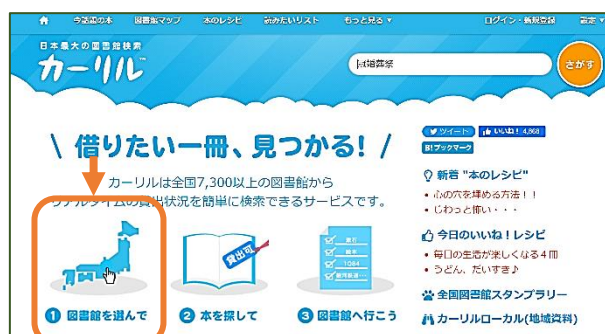 今話題の本 図書館マップ 本のレシピ 読みたいリスト もっと見る▼ ログイン・新規登録 設定▼
日本最大の図書館検索
カーリル™
冠婚葬祭
さがす
\ 借りたい一冊、見つかる! /
カーリルは全国7,300以上の図書館から
リアルタイムの貸出状況を簡単に検索できるサービスです。
貸出可
1Q84
1 図書館を選んで
2 本を探して
3 図書館へ行こう
ツイート いいね! 4,868
B!ブックマーク
新着 "本のレシピ"
• 心の穴を埋める方法!!
• じわっと怖い・・・
今日のいいね!レシピ
• 毎日の生活が楽しくなる4冊
• うどん、だいすき♪
全国図書館スタンプラリー
カーリルローカル(地域資料)